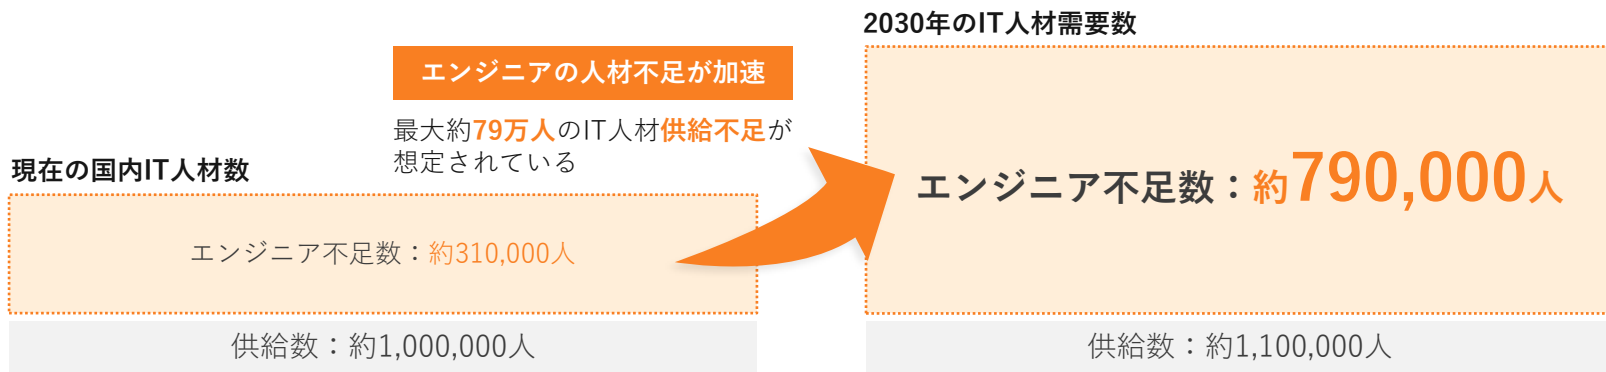 現在の国内IT人材数
エンジニア不足数：約310,000人
供給数：約1,000,000人
エンジニアの人材不足が加速
最大約79万人のIT人材供給不足が
想定されている
2030年のIT人材需要数
エンジニア不足数：約790,000人
供給数：約1,100,000人